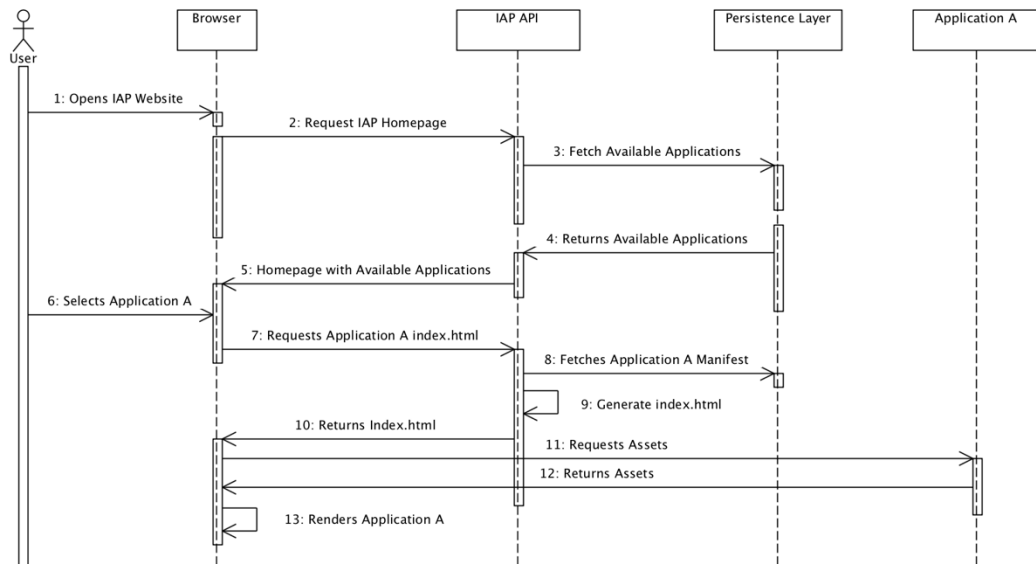 Browser
IAP API
Persistence Layer
Application A
User
1: Opens IAP Website
2: Request IAP Homepage
3: Fetch Available Applications
4: Returns Available Applications
5: Homepage with Available Applications
6: Selects Application A
7: Requests Application A index.html
8: Fetches Application A Manifest
9: Generate index.html
10: Returns Index.html
11: Requests Assets
12: Returns Assets
13: Renders Application A